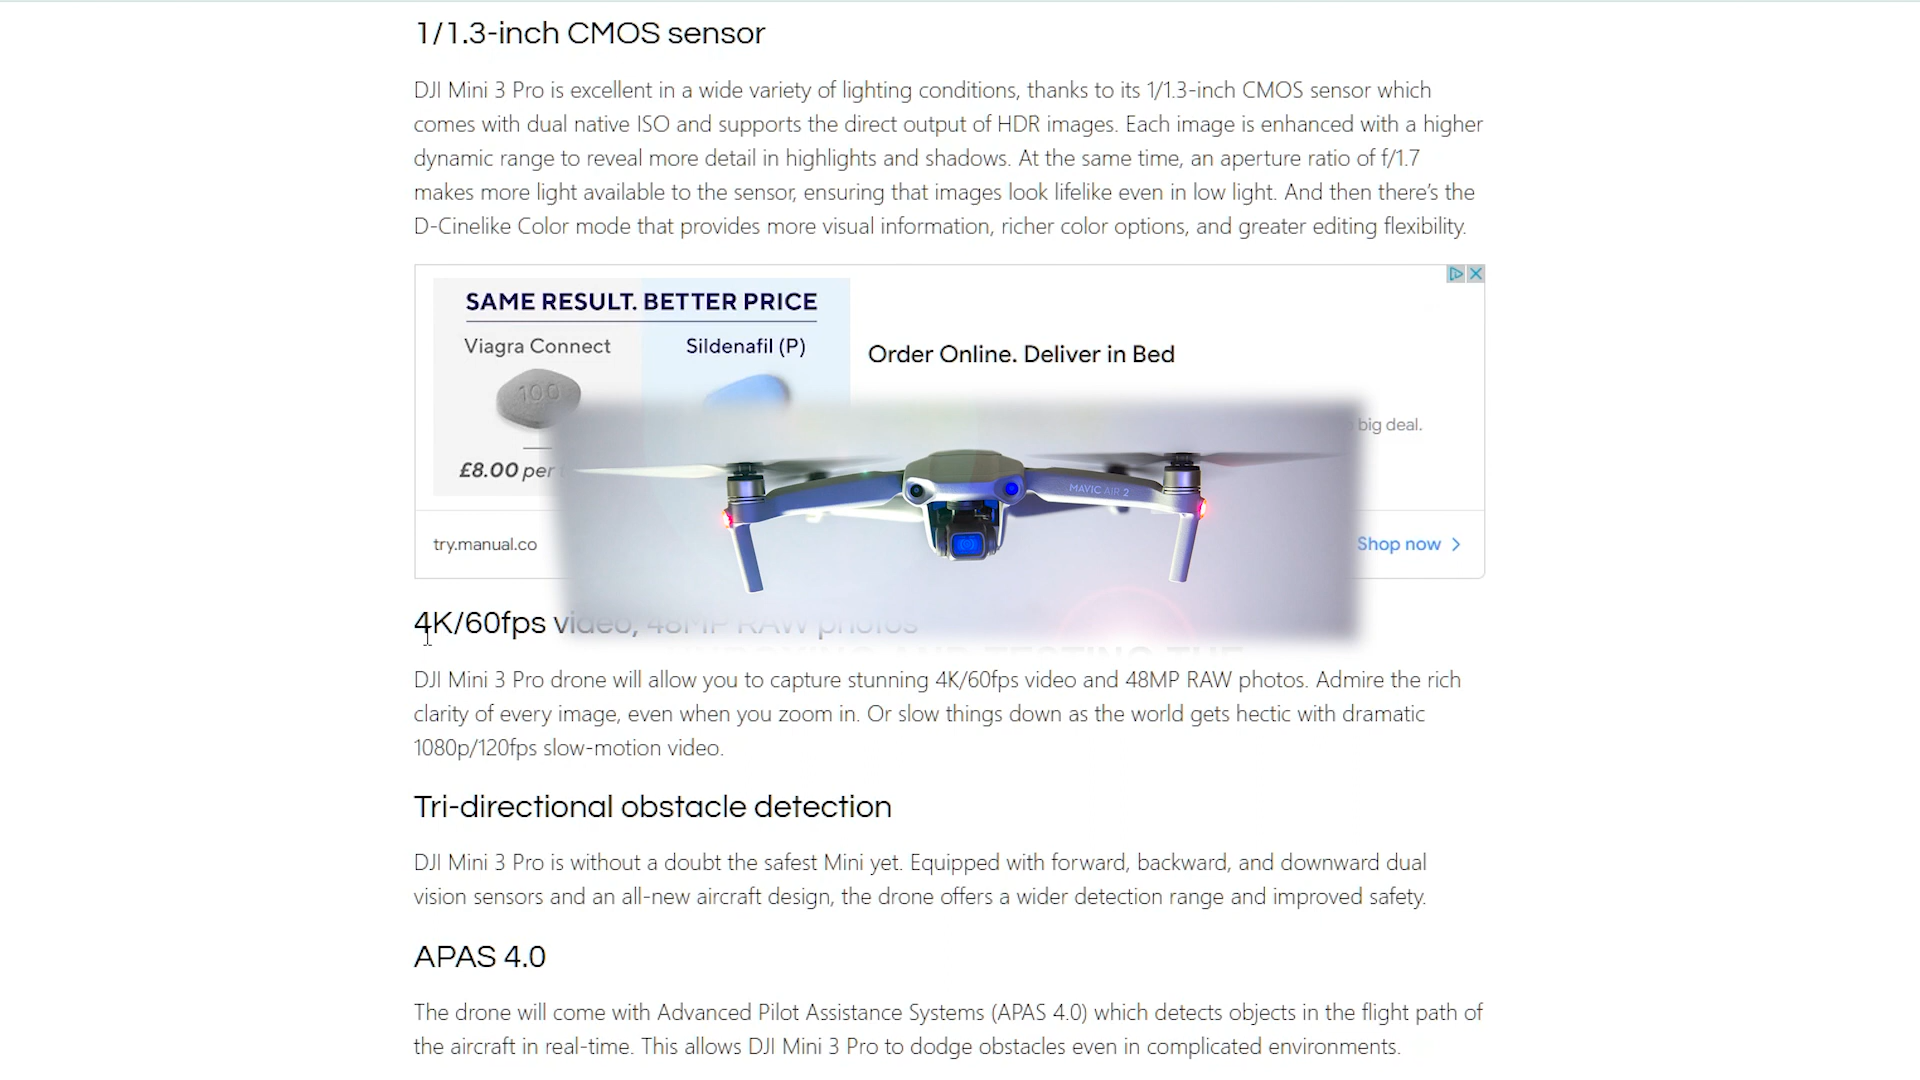 1/1.3-inch CMOS sensor
DJI Mini 3 Pro is excellent in a wide variety of lighting conditions, thanks to its 1/1.3-inch CMOS sensor which
comes with dual native ISO and supports the direct output of HDR images. Each image is enhanced with a higher
dynamic range to reveal more detail in highlights and shadows. At the same time, an aperture ratio of f/1.7
makes more light available to the sensor, ensuring that images look lifelike even in low light. And then there’s the
D-Cinelike Color mode that provides more visual information, richer color options, and greater editing flexibility.
SAME RESULT. BETTER PRICE
Viagra Connect
Sildenafil (P)
100
£8.00 per
Order Online. Deliver in Bed
big deal.
MAVIC AIR 2
try.manual.co
Shop now
4K/60fps video, 48MP RAW photos
DJI Mini 3 Pro drone will allow you to capture stunning 4K/60fps video and 48MP RAW photos. Admire the rich
clarity of every image, even when you zoom in. Or slow things down as the world gets hectic with dramatic
1080p/120fps slow-motion video.
Tri-directional obstacle detection
DJI Mini 3 Pro is without a doubt the safest Mini yet. Equipped with forward, backward, and downward dual
vision sensors and an all-new aircraft design, the drone offers a wider detection range and improved safety.
APAS 4.0
The drone will come with Advanced Pilot Assistance Systems (APAS 4.0) which detects objects in the flight path of
the aircraft in real-time. This allows DJI Mini 3 Pro to dodge obstacles even in complicated environments.